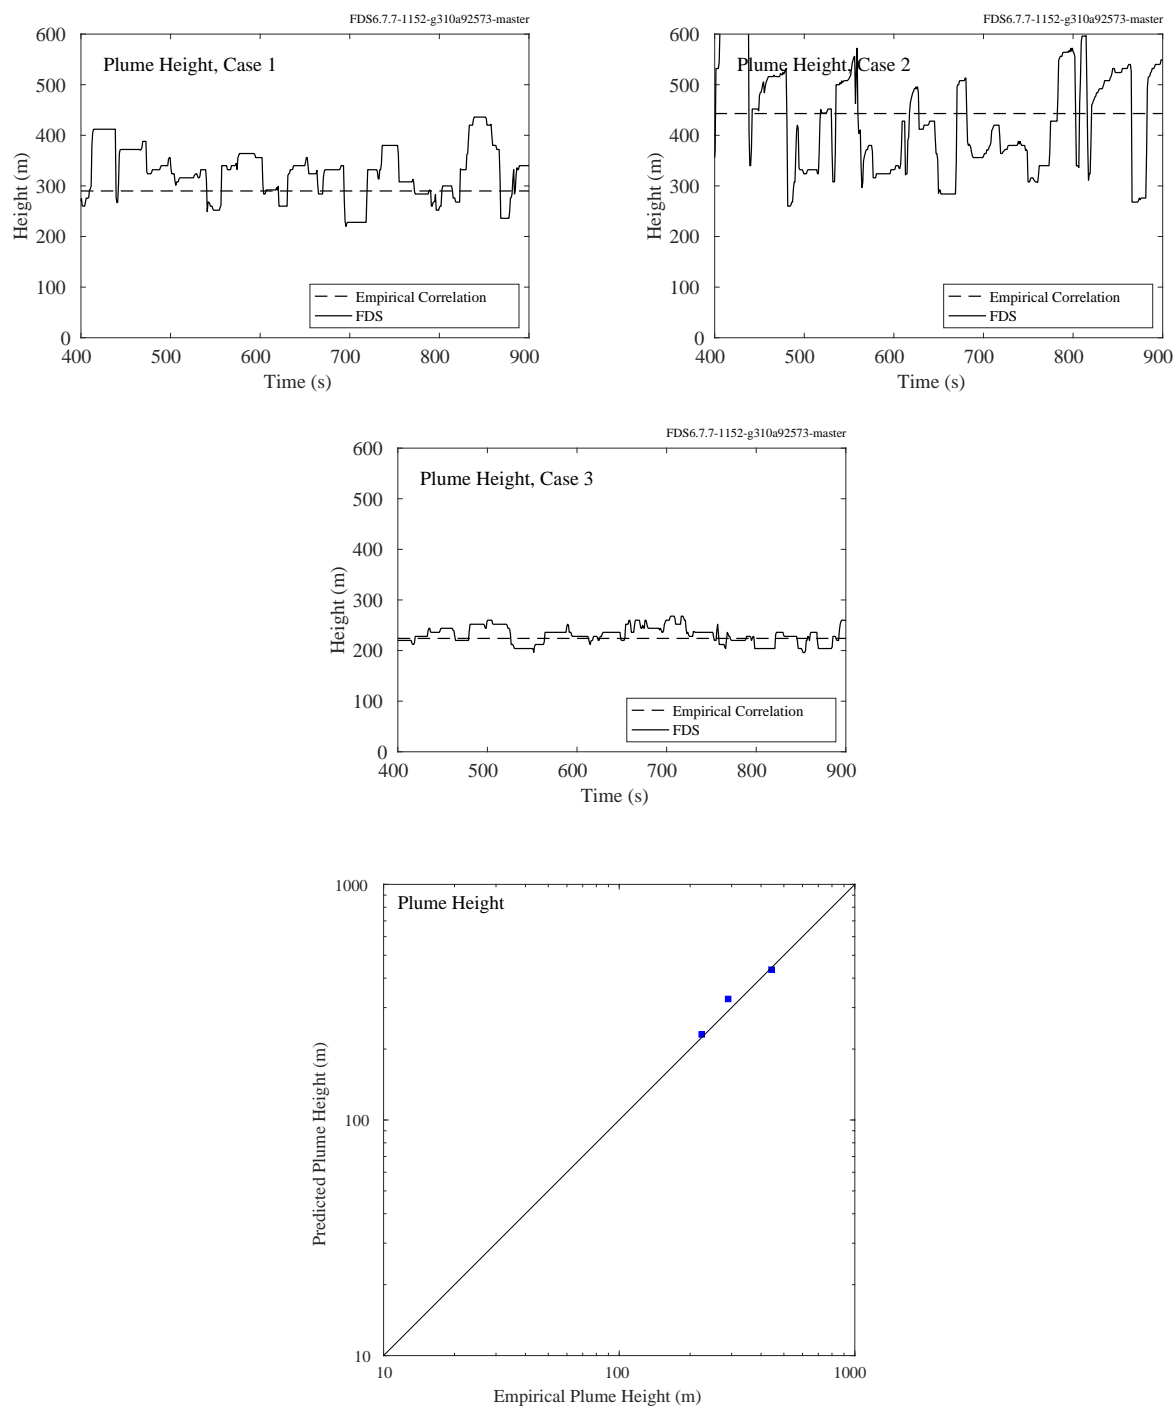 FDS6.7.7-1152-g310a92573-master
Plume Height, Case 1
600
500
400
300
200
100
0
Height (m)
400 500 600 700 800 900
Time (s)
Empirical Correlation
FDS
FDS6.7.7-1152-g310a92573-master
Plume Height, Case 2
600
500
400
300
200
100
0
Height (m)
400 500 600 700 800 900
Time (s)
Empirical Correlation
FDS
FDS6.7.7-1152-g310a92573-master
Plume Height, Case 3
600
500
400
300
200
100
0
Height (m)
400 500 600 700 800 900
Time (s)
Empirical Correlation
FDS
Plume Height
1000
100
10
Predicted Plume Height (m)
10 100 1000
Empirical Plume Height (m)